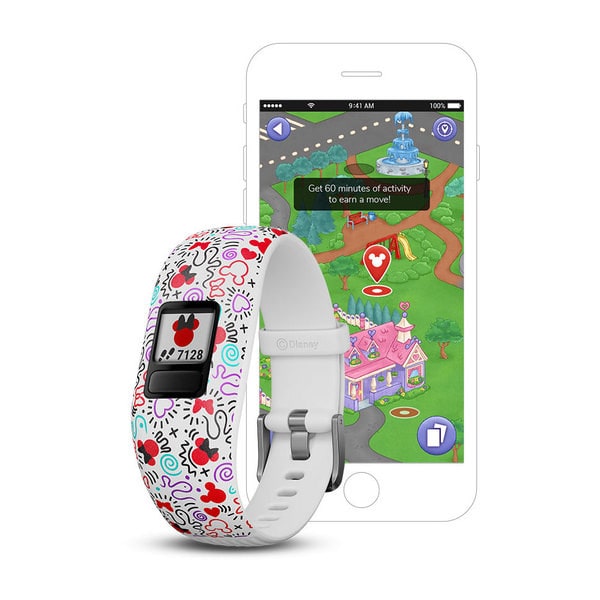 9:41 AM
100%
Get 60 minutes of activity
to earn a move!
© Disney
7128